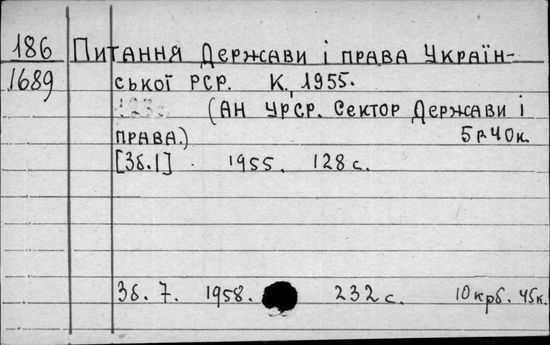 186
1689
Питання Держави і права Україн-
ської РСР. К, 1955.
(АН УРСР. Сектор Держави і
права.) 5р40к.
[Зб.1] 1955. 128 с.
Зб. 7. 1958. 232 с. 10крб. 45к.